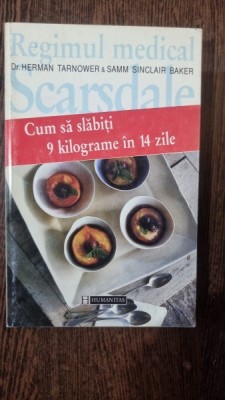 Regimul medical
Dr. HERMAN TARNOWER & SAMM SINCLAIR BAKER
Scarsdale
Cum să slăbiți
9 kilograme în 14 zile
HUMANITAS